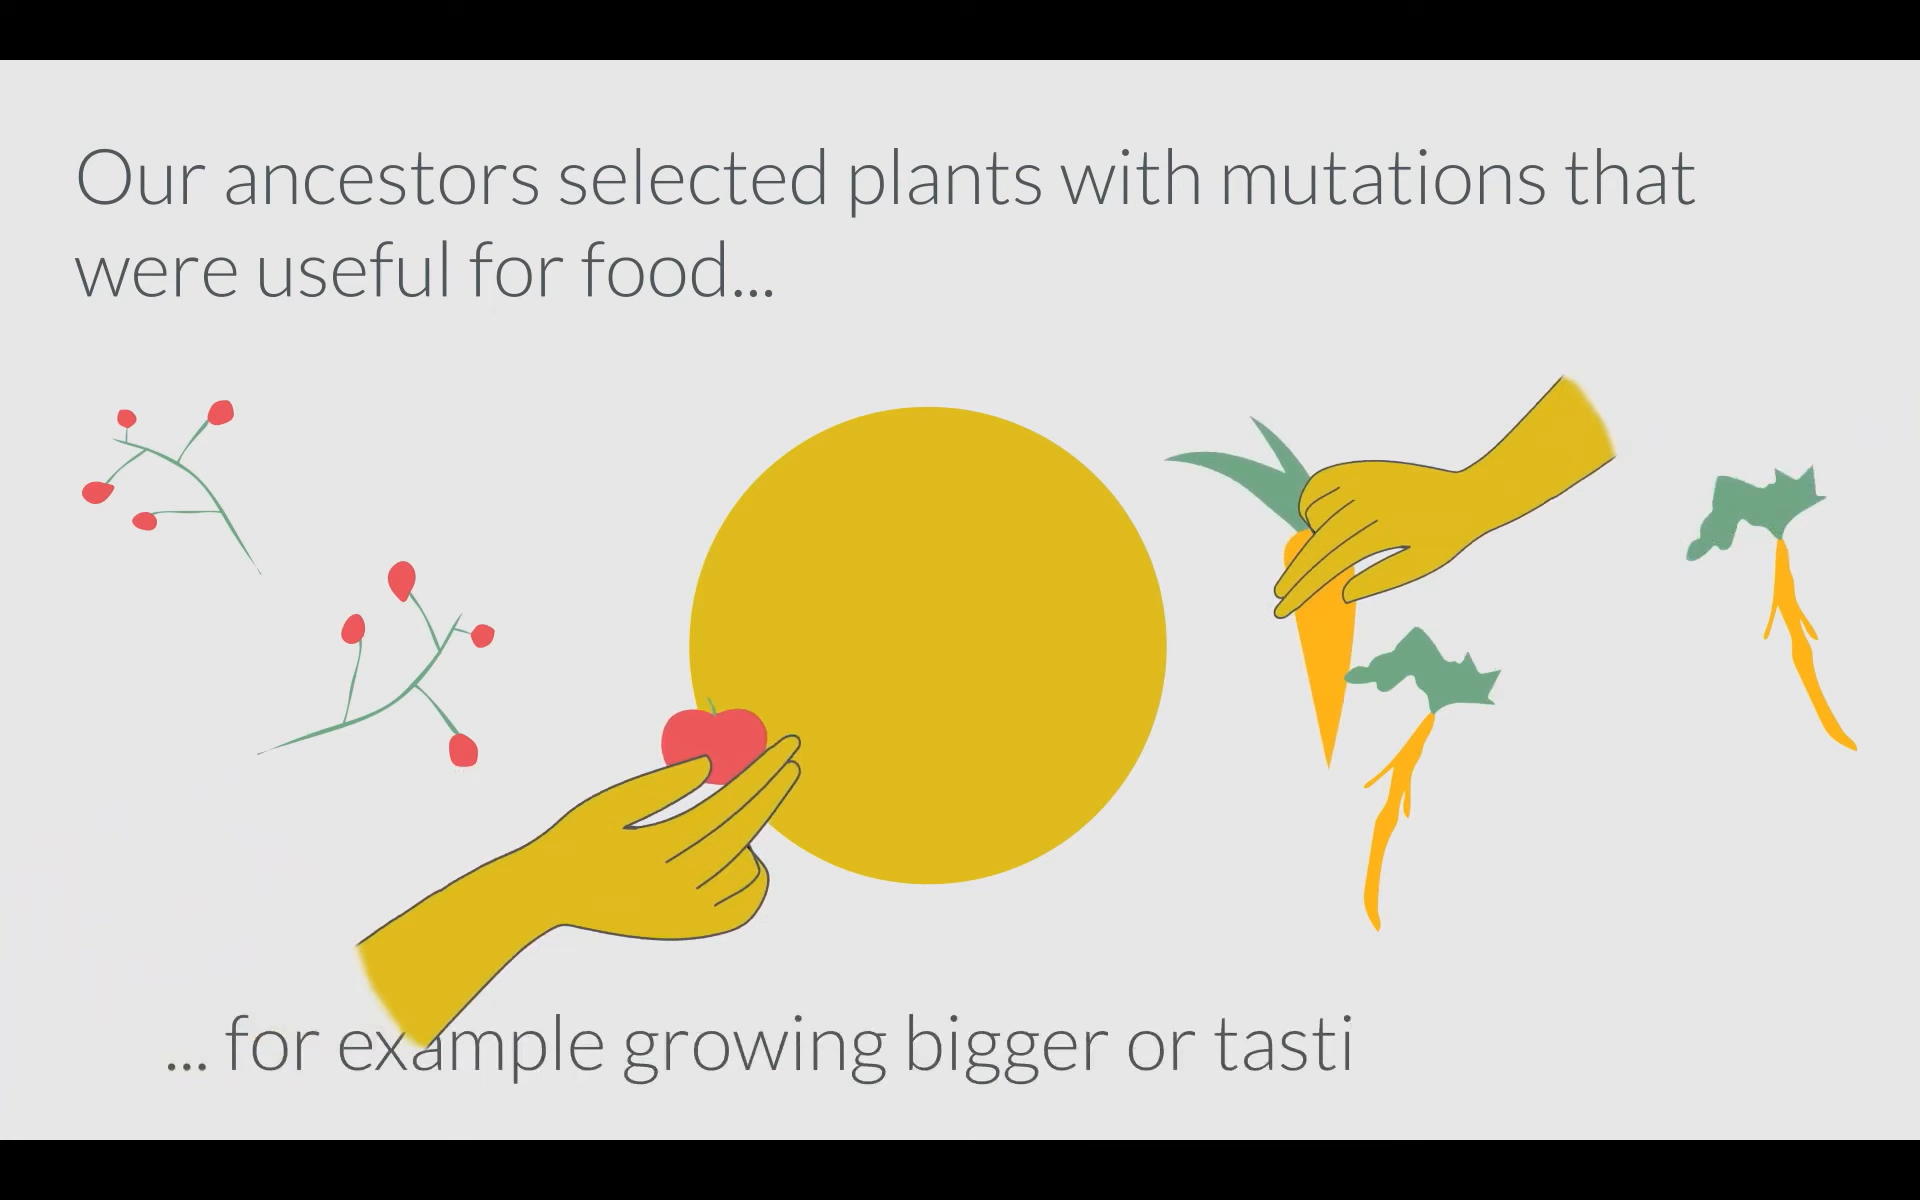 Our ancestors selected plants with mutations that
were useful for food...
... for example growing bigger or tasti